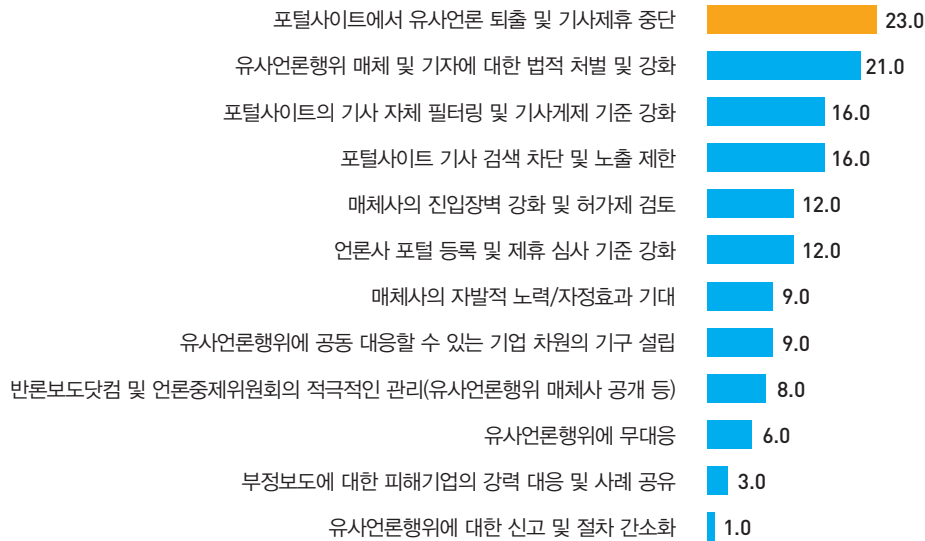 포털사이트에서 유사언론 퇴출 및 기사제휴 중단 23.0
유사언론행위 매체 및 기자에 대한 법적 처벌 및 강화 21.0
포털사이트의 기사 자체 필터링 및 기사게제 기준 강화 16.0
포털사이트 기사 검색 차단 및 노출 제한 16.0
매체사의 진입장벽 강화 및 허가제 검토 12.0
언론사 포털 등록 및 제휴 심사 기준 강화 12.0
매체사의 자발적 노력/자정효과 기대 9.0
유사언론행위에 공동 대응할 수 있는 기업 차원의 기구 설립 9.0
반론보도닷컴 및 언론중제위원회의 적극적인 관리(유사언론행위 매체사 공개 등) 8.0
유사언론행위에 무대응 6.0
부정보도에 대한 피해기업의 강력 대응 및 사례 공유 3.0
유사언론행위에 대한 신고 및 절차 간소화 1.0